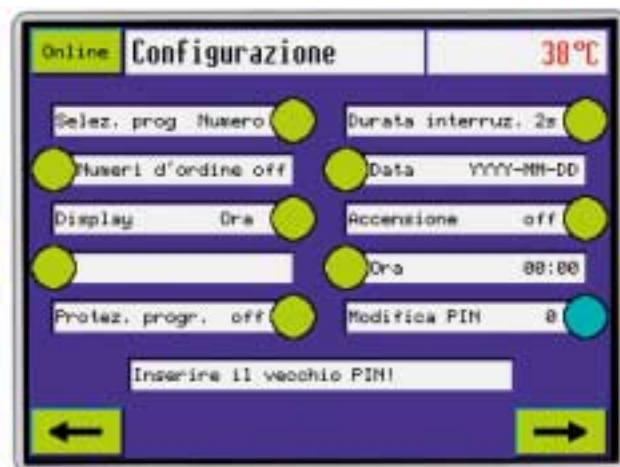 Online Configurazione 38°C
Selez. prog Numero Durata interruz. 2s
Numeri d'ordine off Data YYYY-MM-DD
Display Ora Accensione off
Ora 00:00
Protez. progr. off Modifica PIN 0
Inserire il vecchio PIN!